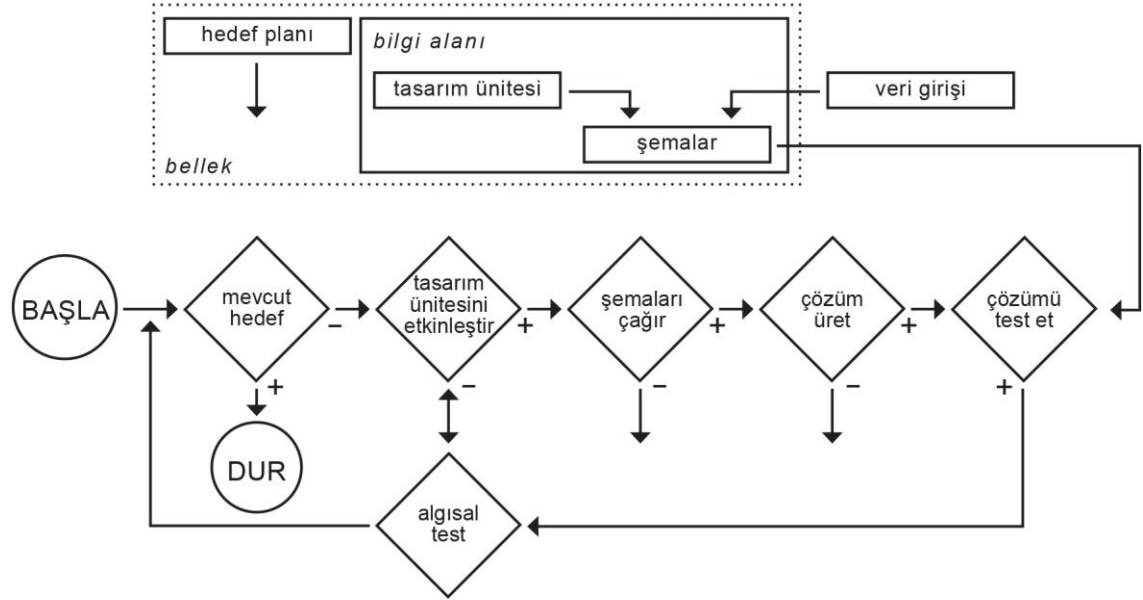 hedef planı
bilgi alanı
tasarım ünitesi
veri girişi
şemalar
bellek
BAŞLA
mevcut
hedef
tasarım
ünitesini
etkinleştir
şemaları
çağır
çözüm
üret
çözümü
test et
−
+
+
+
+
−
−
−
+
DUR
algısal
test